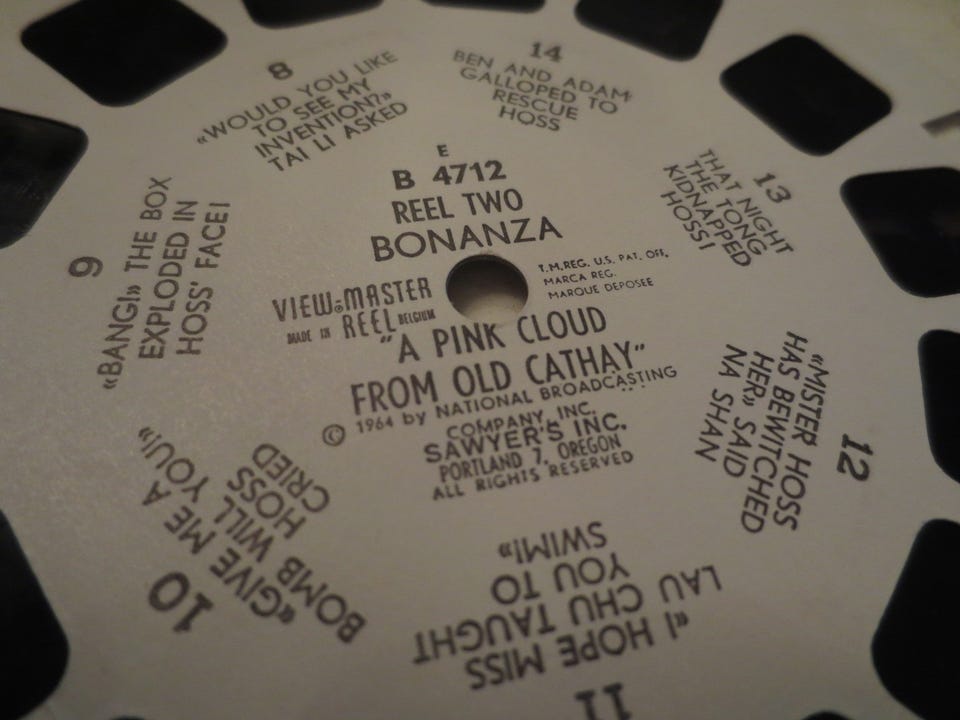 E
B 4712
REEL TWO
BONANZA
VIEW-MASTER
MADE IN REEL BELGIUM
T.M.REG. U.S. PAT. OFF.
MARCA REG.
MARQUE DEPOSEE
"A PINK CLOUD
FROM OLD CATHAY"
© 1964 by NATIONAL BROADCASTING
COMPANY, INC.
SAWYER'S INC.
PORTLAND 7, OREGON
ALL RIGHTS RESERVED
8
«WOULD YOU LIKE
TO SEE MY
INVENTION?»
TAI LI ASKED
9
«BANG!» THE BOX
EXPLODED IN
HOSS' FACE!
10
«GIVE ME A
BOMB WILL YOU!»
HOSS
CRIED
11
«I HOPE MISS
LAU CHU TAUGHT
YOU TO
SWIM!»
12
«MISTER HOSS
HAS BEWITCHED
HER» SAID
NA SHAN
13
THAT NIGHT
THE TONG
KIDNAPPED
HOSS!
14
BEN AND ADAM
GALLOPED TO
RESCUE
HOSS